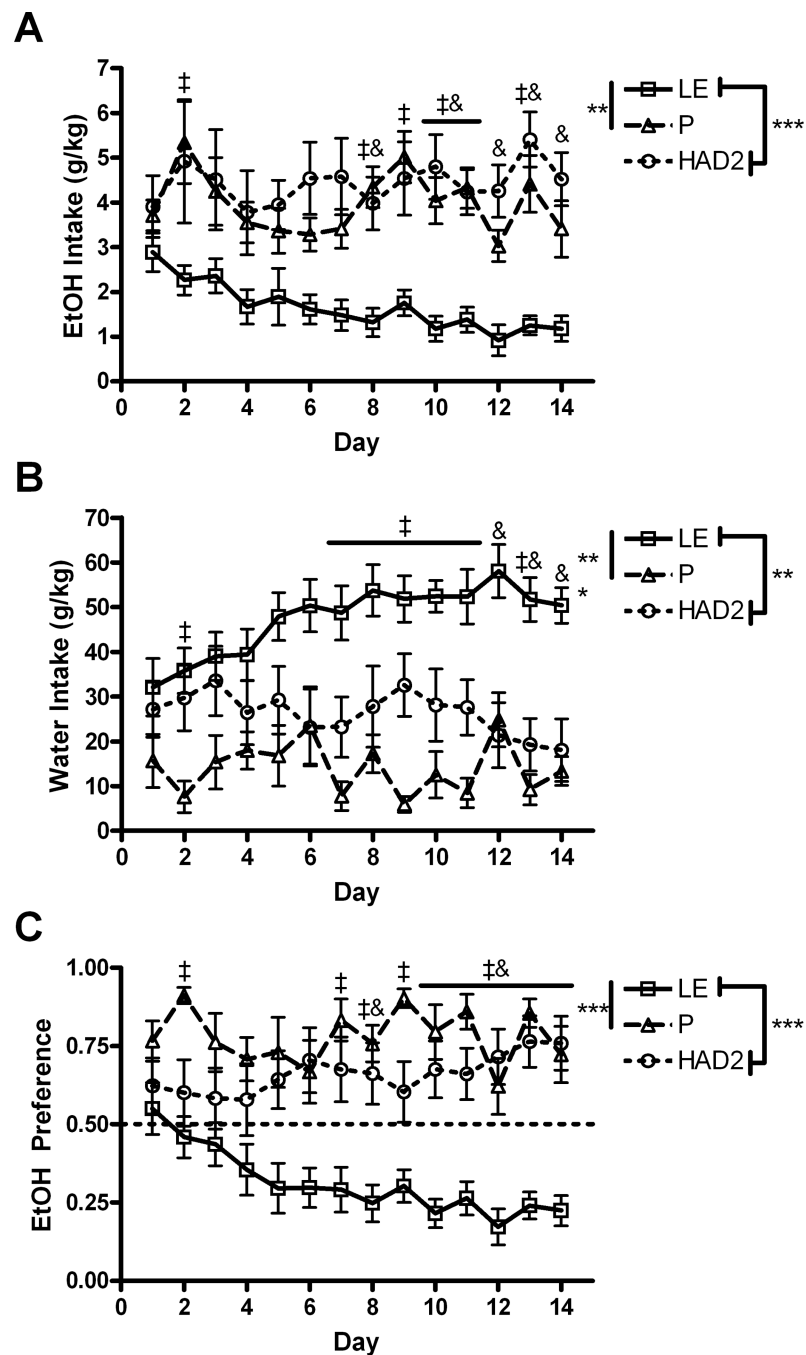 A
7
6
5
4
3
2
1
0
EtOH Intake (g/kg)
‡
‡&
‡
‡&
&
‡&
&
0 2 4 6 8 10 12 14
Day
LE
P
HAD2
**
***
B
70
60
50
40
30
20
10
0
Water Intake (g/kg)
‡
‡
&
‡&
&
*
0 2 4 6 8 10 12 14
Day
LE
P
HAD2
**
**
C
1.00
0.75
0.50
0.25
0.00
EtOH Preference
‡
‡
‡&
‡
‡&
0 2 4 6 8 10 12 14
Day
LE
P
HAD2
***
***